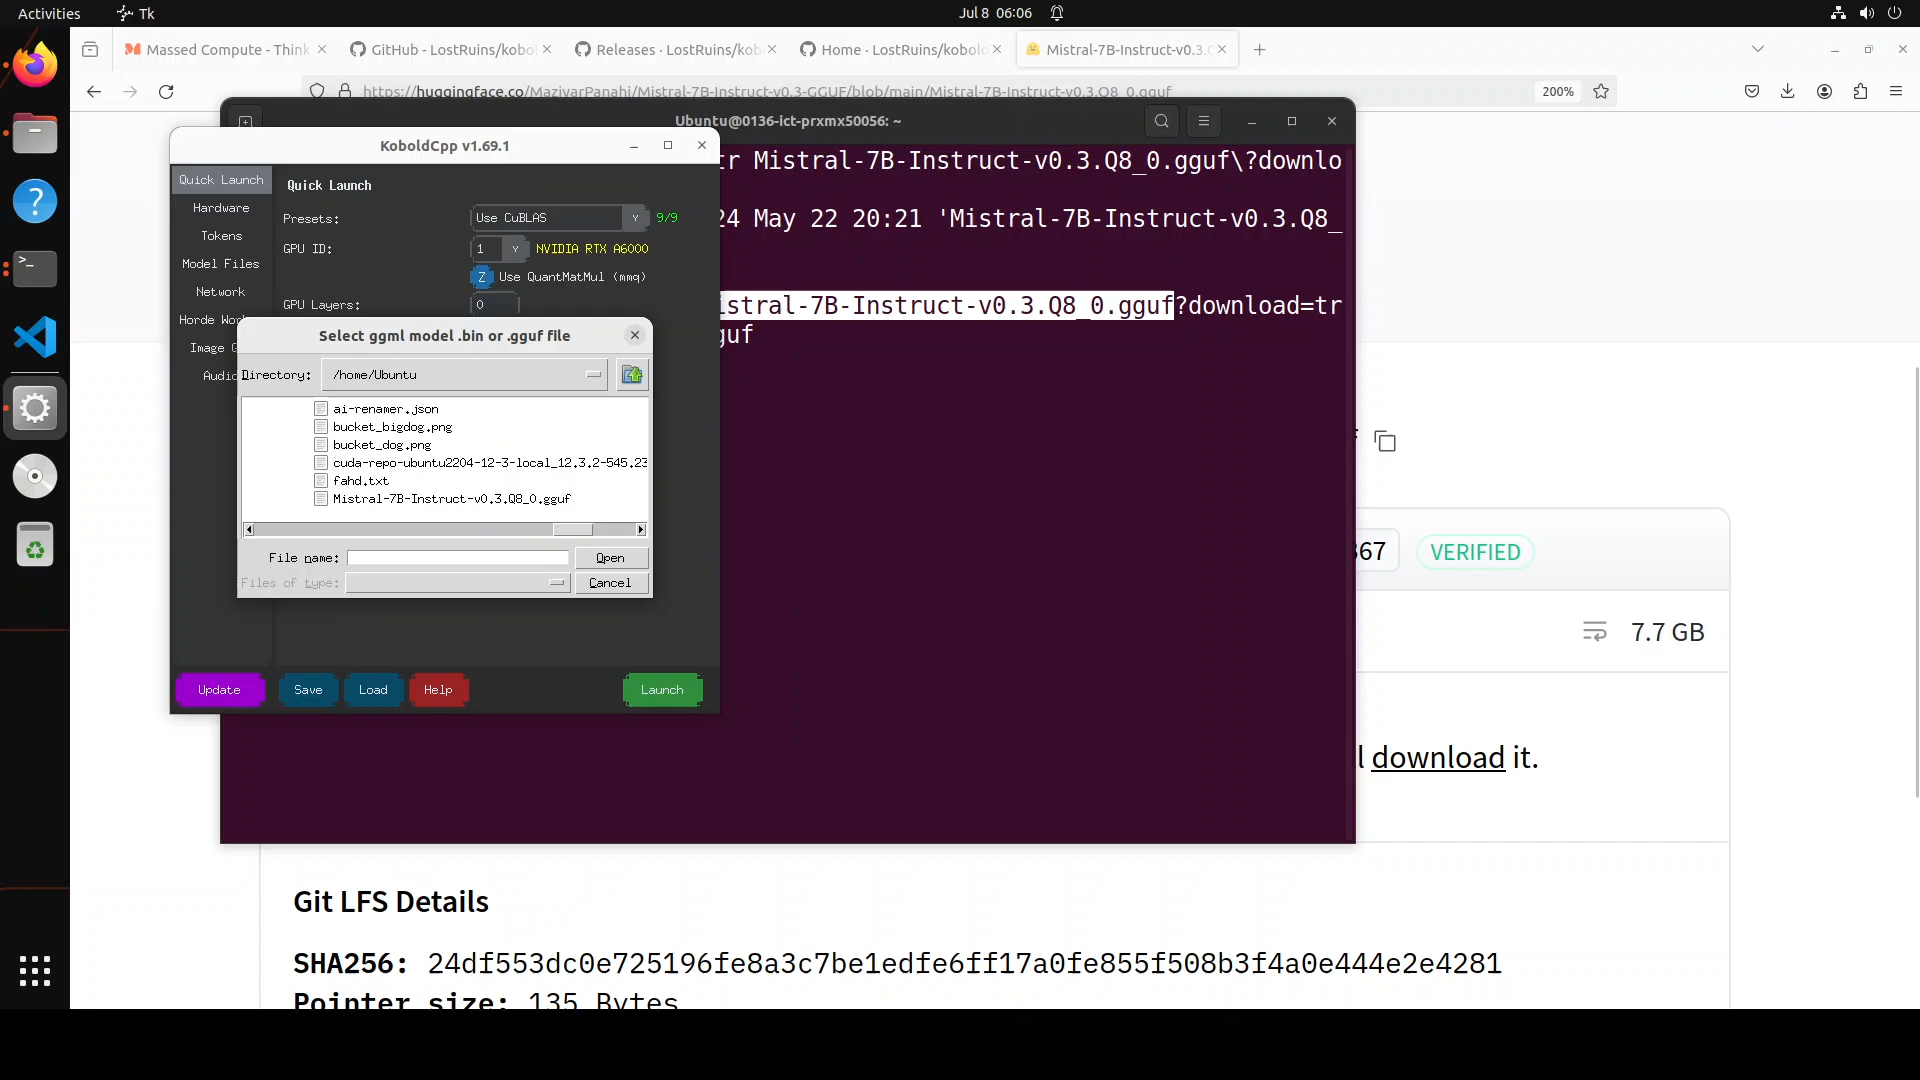 Activities
Tk
Jul 8 06:06
Massed Compute - Think
GitHub - LostRuins/kobol
Releases · LostRuins/kob
Home · LostRuins/kobold
Mistral-7B-Instruct-v0.3.
https://huggingface.co/MaziyarPanahi/Mistral-7B-Instruct-v0.3-GGUF/blob/main/Mistral-7B-Instruct-v0.3.Q8_0.gguf
200%
Ubuntu@0136-ict-prxmx50056: ~
tr Mistral-7B-Instruct-v0.3.Q8_0.gguf\?downlo
24 May 22 20:21 'Mistral-7B-Instruct-v0.3.Q8_
istral-7B-Instruct-v0.3.Q8_0.gguf?download=tr
guf
KoboldCpp v1.69.1
Quick Launch
Hardware
Tokens
Model Files
Network
Horde Wor
Image G
Audio
Quick Launch
Presets:
Use CuBLAS
Y
9/9
GPU ID:
1
Y
NVIDIA RTX A6000
Z
Use QuantMatMul (mmq)
GPU Layers:
0
Select ggml model .bin or .gguf file
Directory:
/home/Ubuntu
ai-renamer.json
bucket_bigdog.png
bucket_dog.png
cuda-repo-ubuntu2204-12-3-local_12.3.2-545.23
fahd.txt
Mistral-7B-Instruct-v0.3.Q8_0.gguf
File name:
Open
Files of type:
Cancel
Update
Save
Load
Help
Launch
367
VERIFIED
7.7 GB
l download it.
Git LFS Details
SHA256: 24df553dc0e725196fe8a3c7be1edfe6ff17a0fe855f508b3f4a0e444e2e4281
Pointer size: 135 Bytes